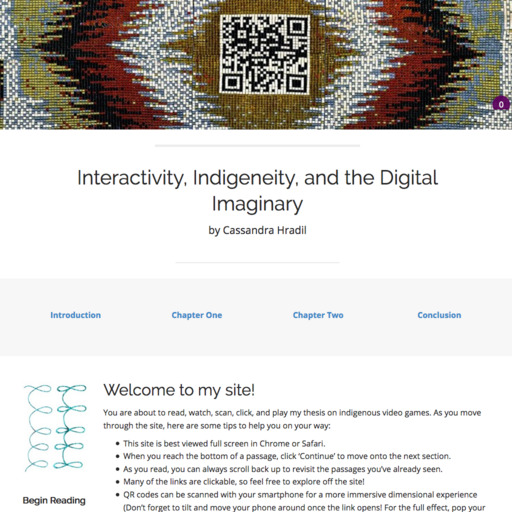 0
Interactivity, Indigeneity, and the Digital
Imaginary
by Cassandra Hradil
Introduction
Chapter One
Chapter Two
Conclusion
Welcome to my site!
You are about to read, watch, scan, click, and play my thesis on indigenous video games. As you move
through the site, here are some tips to help you on your way:
This site is best viewed full screen in Chrome or Safari.
When you reach the bottom of a passage, click 'Continue' to move onto the next section.
As you read, you can always scroll back up to revisit the passages you've already seen.
Many of the links are clickable, so feel free to explore off the site!
QR codes can be scanned with your smartphone for a more immersive dimensional experience
(Don't forget to tilt and move your phone around once the link opens! For the full effect, pop your
Begin Reading